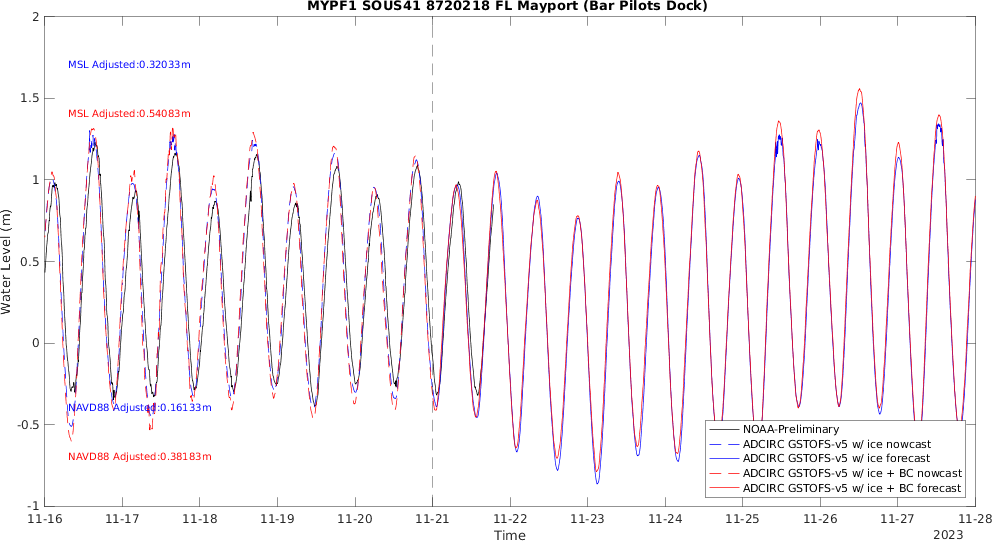 MYPF1 SOUS41 8720218 FL Mayport (Bar Pilots Dock)
2
1.5
1
0.5
0
-0.5
-1
Water Level (m)
MSL Adjusted:0.32033m
MSL Adjusted:0.54083m
NAVD88 Adjusted:0.16133m
NAVD88 Adjusted:0.38183m
NOAA-Preliminary
ADCIRC GSTOFS-v5 w/ ice nowcast
ADCIRC GSTOFS-v5 w/ ice forecast
ADCIRC GSTOFS-v5 w/ ice + BC nowcast
ADCIRC GSTOFS-v5 w/ ice + BC forecast
11-16 11-17 11-18 11-19 11-20 11-21 11-22 11-23 11-24 11-25 11-26 11-27 11-28
Time
2023